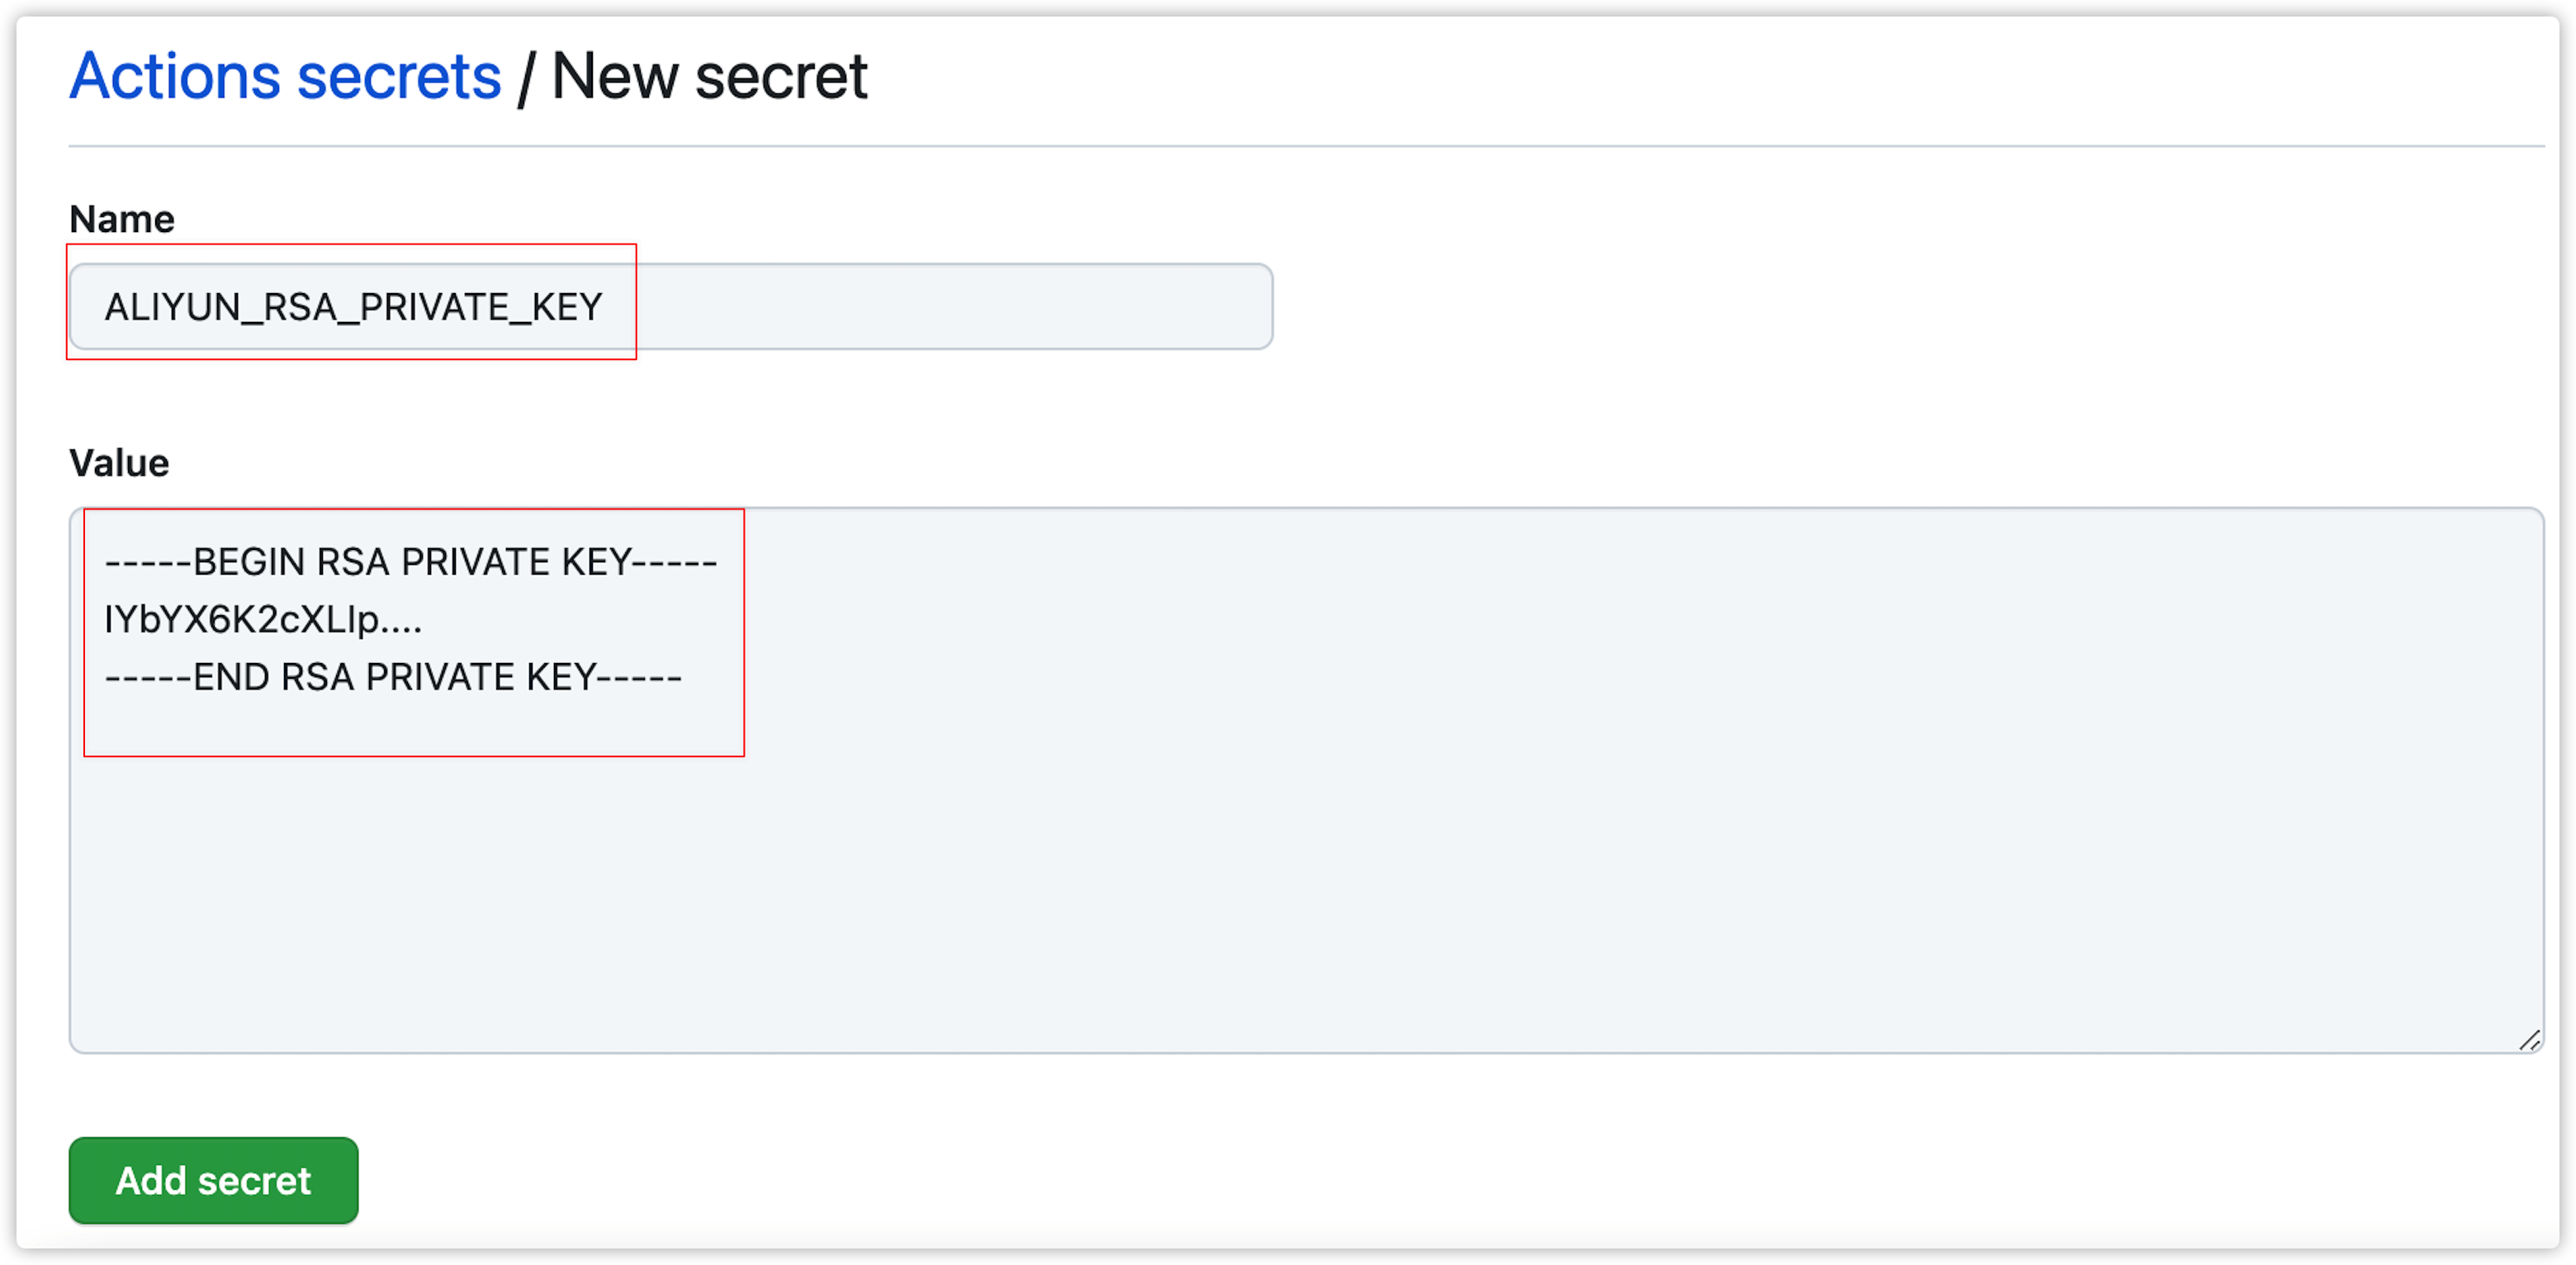 Actions secrets / New secret
Name
ALIYUN_RSA_PRIVATE_KEY
Value
-----BEGIN RSA PRIVATE KEY-----
IYbYX6K2cXLIp....
-----END RSA PRIVATE KEY-----
Add secret